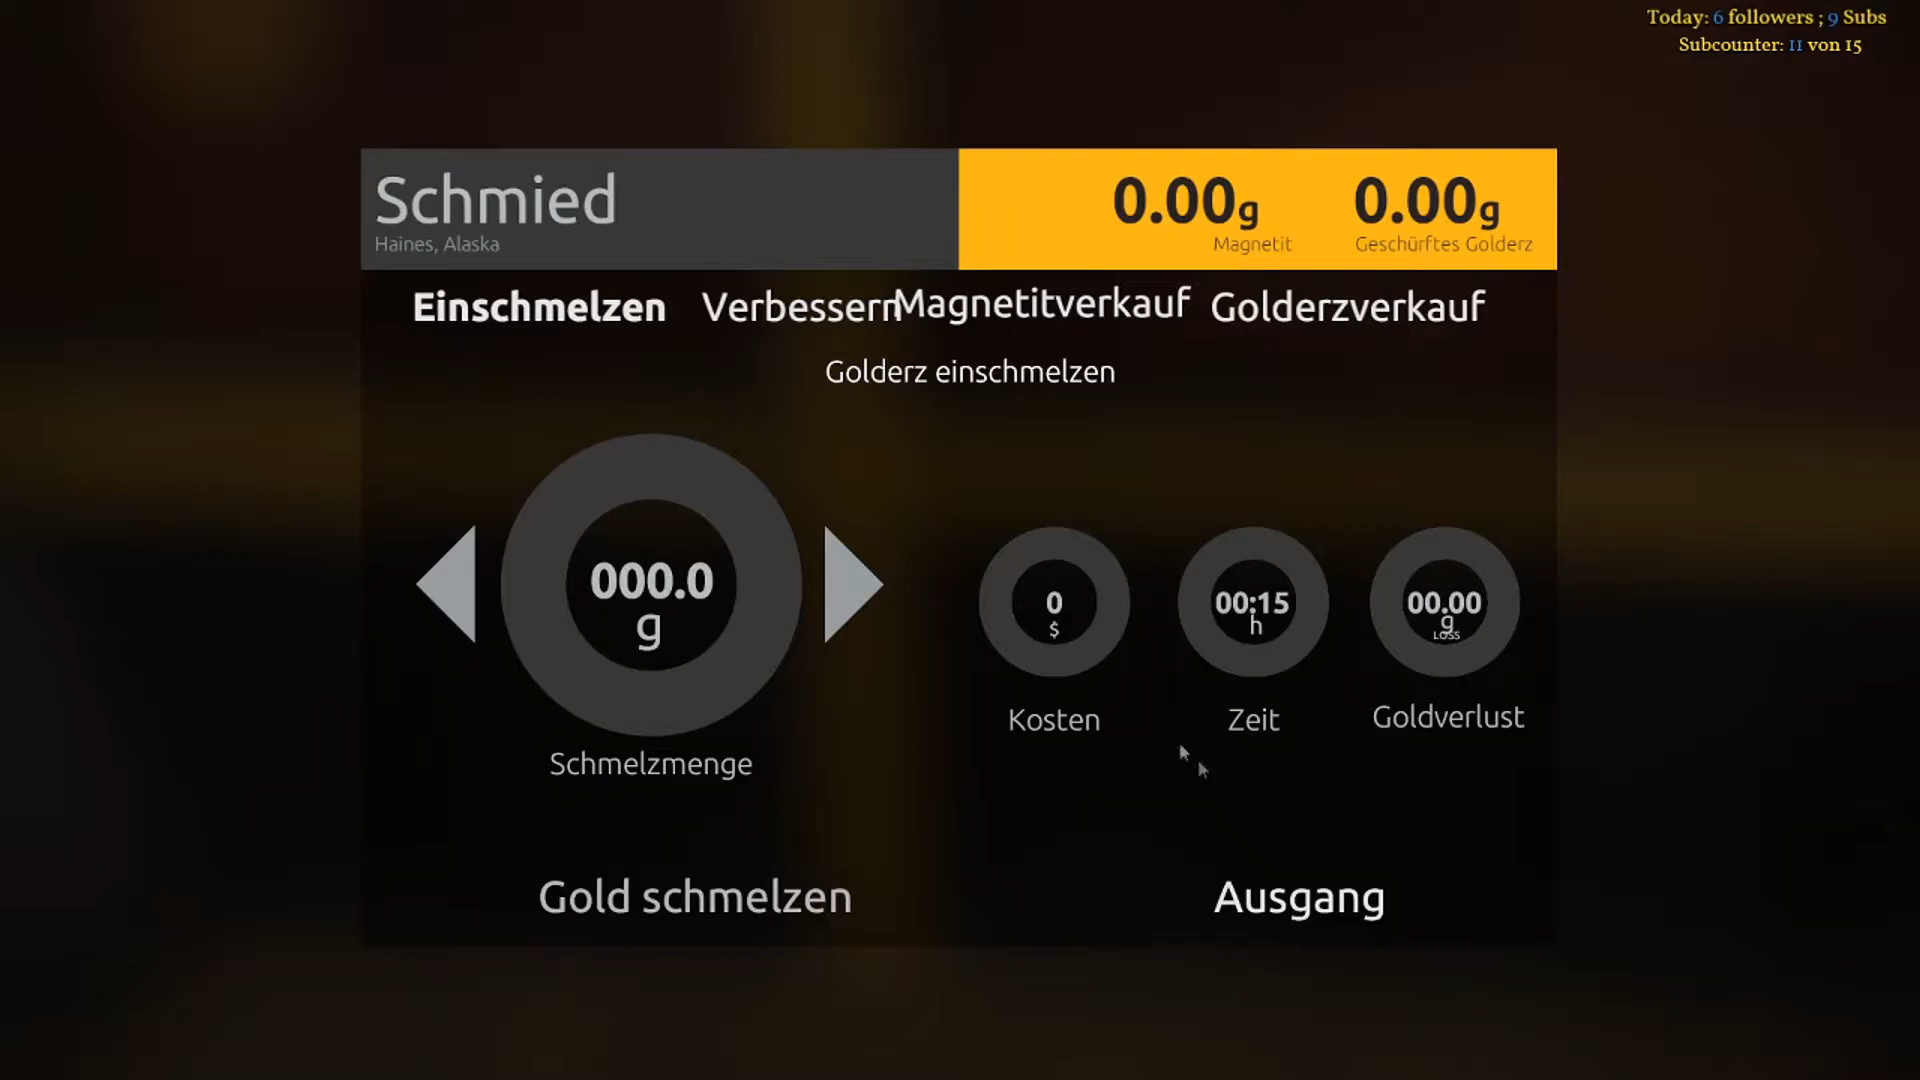 Today: 6 followers ; 9 Subs
Subcounter: 11 von 15
Schmied
Haines, Alaska
0.00g
Magnetit
0.00g
Geschürftes Golderz
Einschmelzen Verbessern Magnetitverkauf Golderzverkauf
Golderz einschmelzen
000.0
g
Schmelzmenge
0
$
Kosten
00:15
h
Zeit
00.00
g
LOSS
Goldverlust
Gold schmelzen
Ausgang